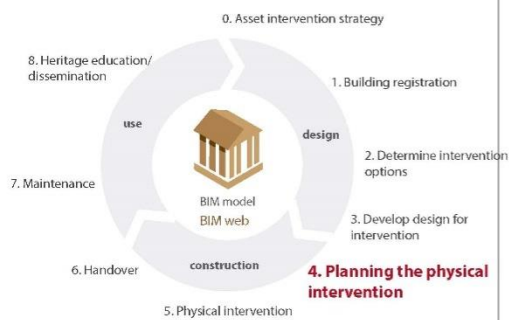 0. Asset intervention strategy
8. Heritage education/
dissemination
1. Building registration
use
design
2. Determine intervention
options
7. Maintenance
BIM model
BIM web
3. Develop design for
intervention
6. Handover
construction
4. Planning the physical
intervention
5. Physical intervention